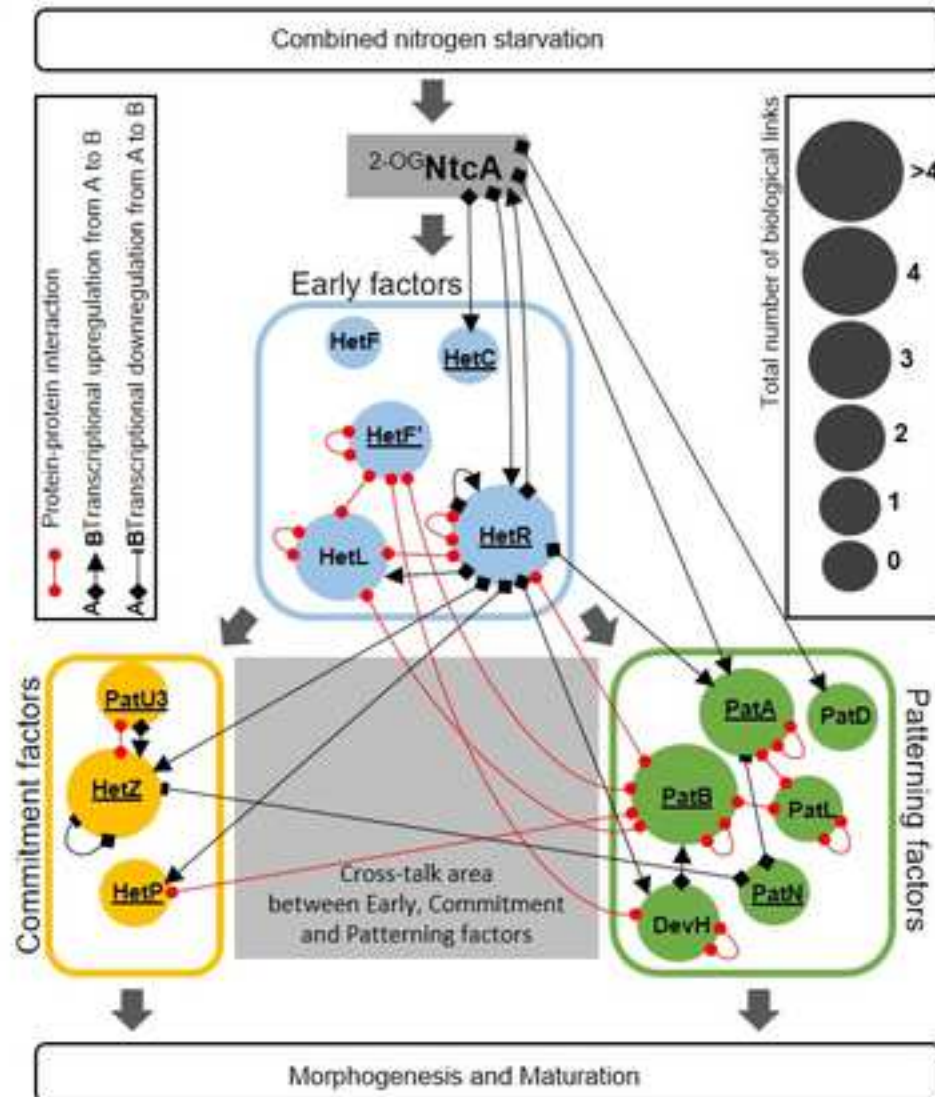 Combined nitrogen starvation
Protein-protein interaction
A B Transcriptional upregulation from A to B
A B Transcriptional downregulation from A to B
2-OG NtcA
Total number of biological links
>4
4
3
2
1
0
Early factors
HetF
HetC
HetF'
HetR
HetL
Commitment factors
PatU3
HetZ
HetP
Cross-talk area
between Early, Commitment
and Patterning factors
Patterning factors
PatA
PatD
PatB
PatL
PatN
DevH
Morphogenesis and Maturation